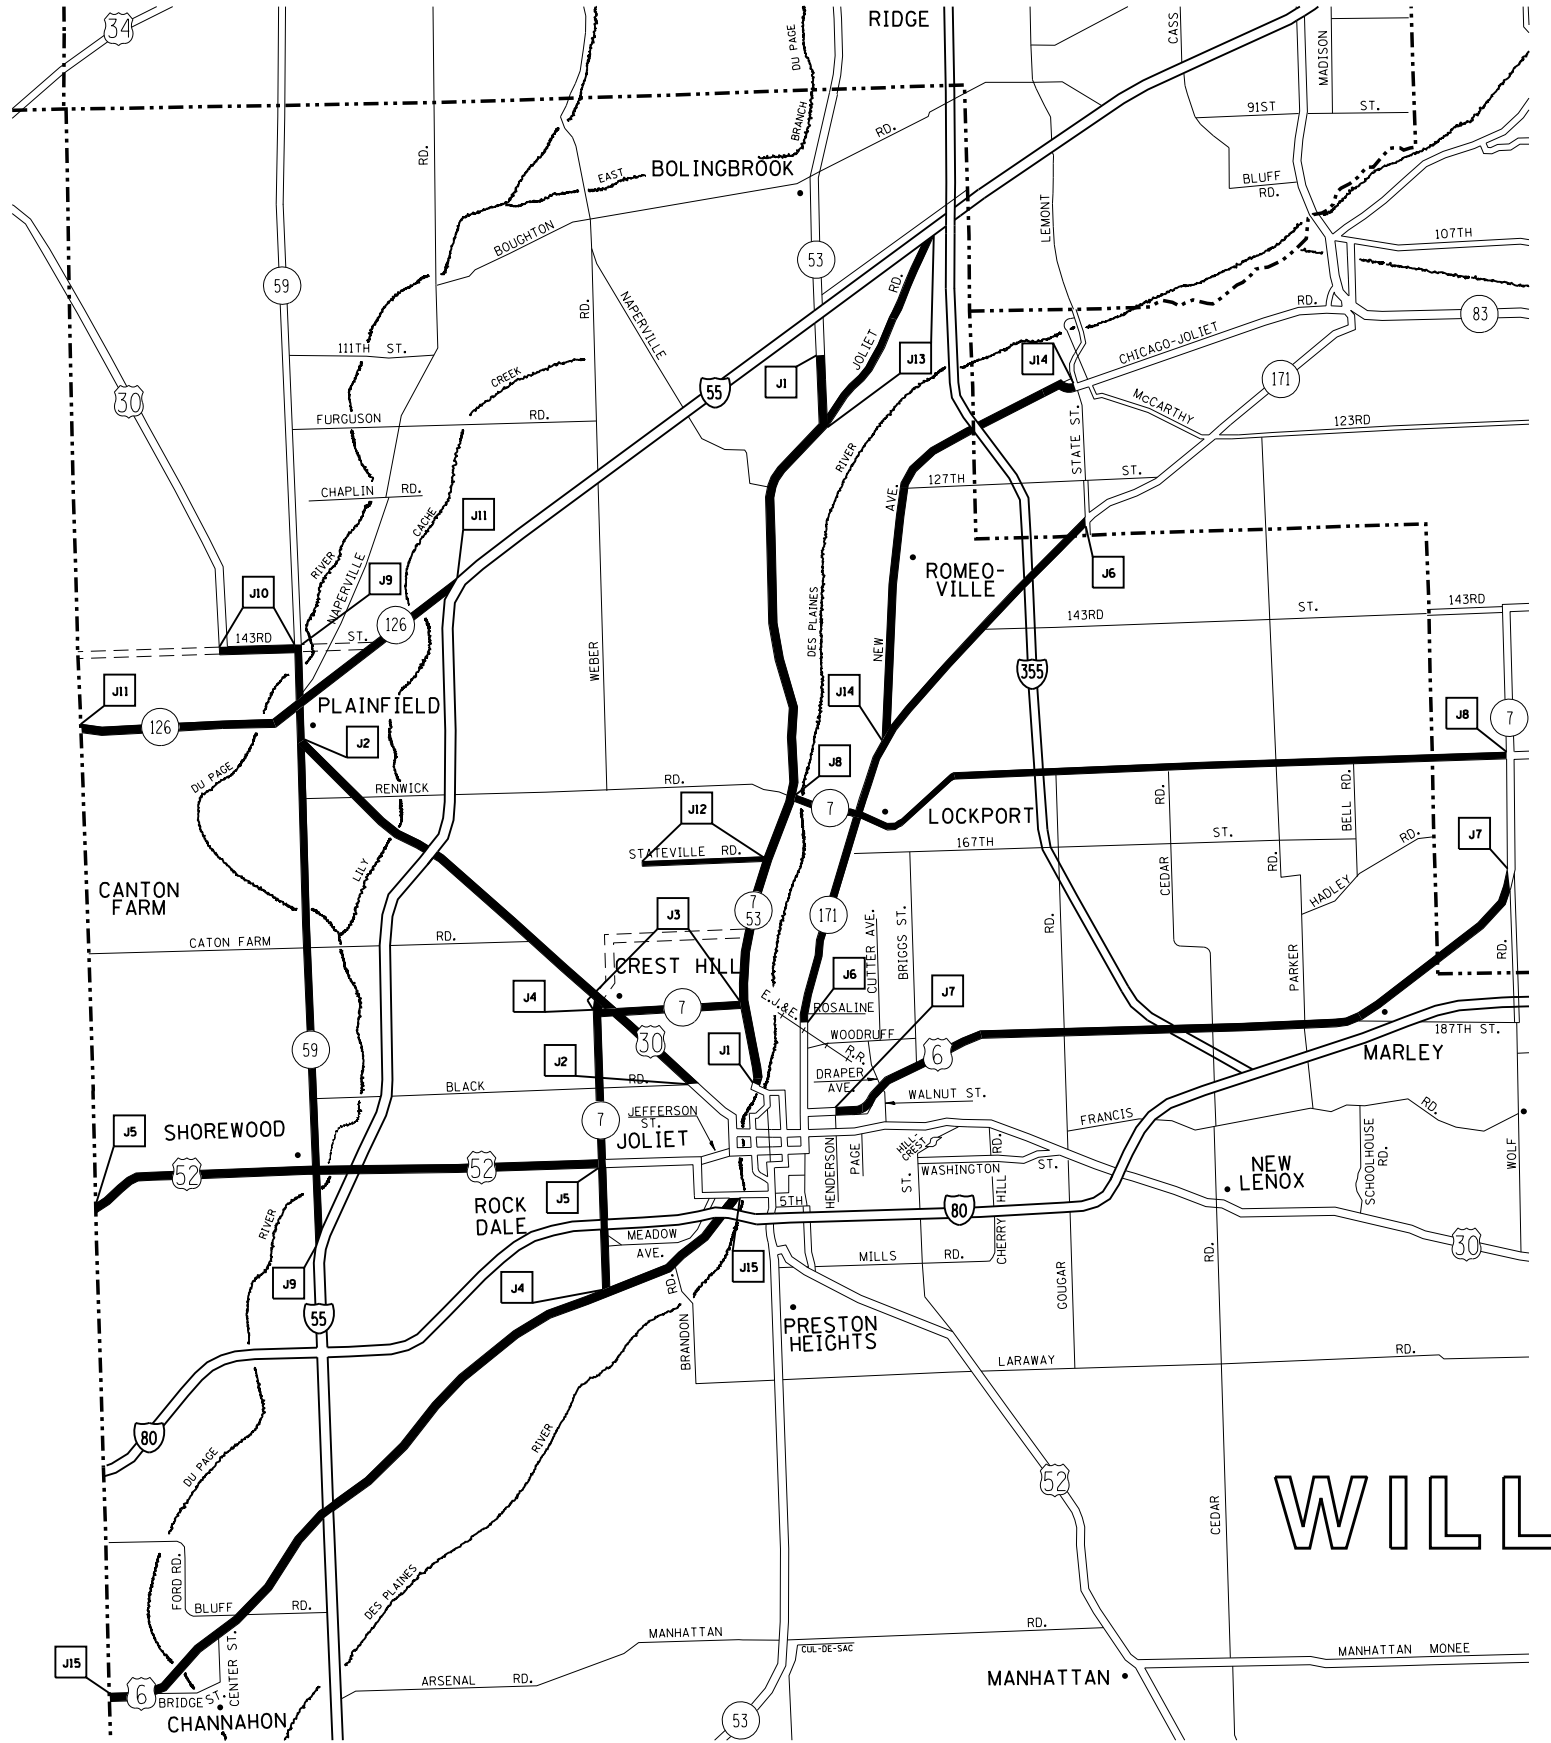 34
RIDGE
CASS
MADISON
DU PAGE
BRANCH
RD.
RD.
91ST ST.
BOLINGBROOK
EAST
BLUFF
RD.
LEMONT
BOUGHTON
107TH
53
59
RD.
NAPERVILLE
RD.
RD.
83
CHICAGO-JOLIET
JOLIET
111TH ST.
J13
J14
J1
CREEK
55
171
30
McCARTHY
FURGUSON RD.
STATE ST.
123RD
RIVER
127TH ST.
CHAPLIN RD.
AVE.
J11
CACHE
RIVER
NAPERVILLE
J9
J10
ROMEO-
VILLE
J6
DES PLAINES
143RD ST.
143RD
126
143RD ST.
NEW
WEBER
355
J11
J14
PLAINFIELD
J8
7
126
J2
J8
DU PAGE
RENWICK RD.
7
LOCKPORT
RD.
BELL RD.
J12
STATEVILLE RD.
167TH ST.
RD.
J7
CEDAR
RD.
LILY
HADLEY
CANTON
FARM
7
53
171
CUTTER AVE.
BRIGGS ST.
RD.
CATON FARM RD.
J3
PARKER
RD.
CREST HILL
J6
J7
J4
7
E.J.&E.
R.R.
ROSALINE
WOODRUFF
187TH ST.
30
59
J1
6
MARLEY
J2
DRAPER
AVE.
BLACK RD.
WALNUT ST.
JEFFERSON
ST.
FRANCIS
RD.
7
J5
SHOREWOOD
JOLIET
HILL-
CREST
HENDERSON
PAGE
RD.
SCHOOLHOUSE
RD.
WOLF
52
52
ST.
WASHINGTON ST.
NEW
LENOX
J5
ROCK
DALE
5TH
CHERRY HILL
80
RIVER
MEADOW
AVE.
MILLS RD.
RD.
30
J9
J4
J15
RD.
GOUGAR
55
PRESTON
HEIGHTS
BRANDON
LARAWAY RD.
80
RIVER
DU PAGE
52
WILL
CEDAR
FORD RD.
DES PLAINES
BLUFF RD.
MANHATTAN RD.
CENTER ST.
CUL-DE-SAC
MANHATTAN MONEE
J15
ARSENAL RD.
MANHATTAN
6
BRIDGE ST.
CHANNAHON
53